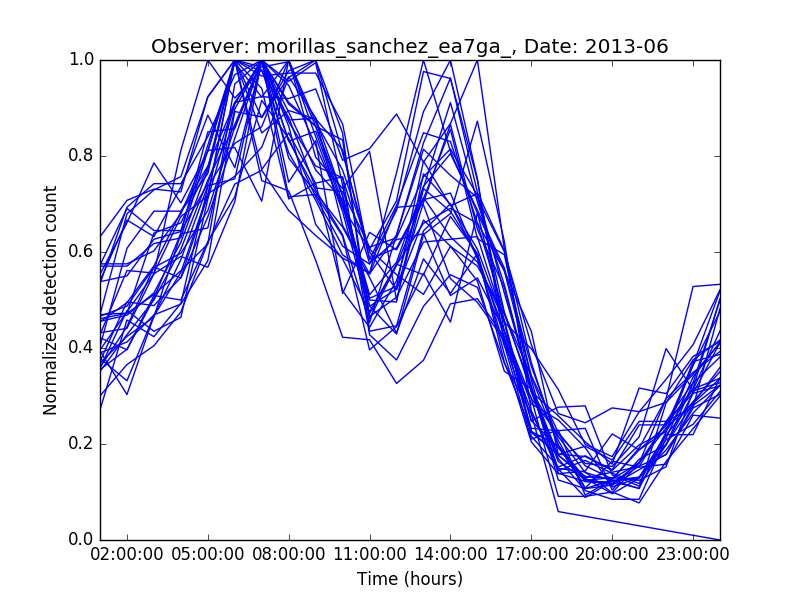 Observer: morillas_sanchez_ea7ga_, Date: 2013-06
Normalized detection count
1.0
0.8
0.6
0.4
0.2
0.0
02:00:00 05:00:00 08:00:00 11:00:00 14:00:00 17:00:00 20:00:00 23:00:00
Time (hours)